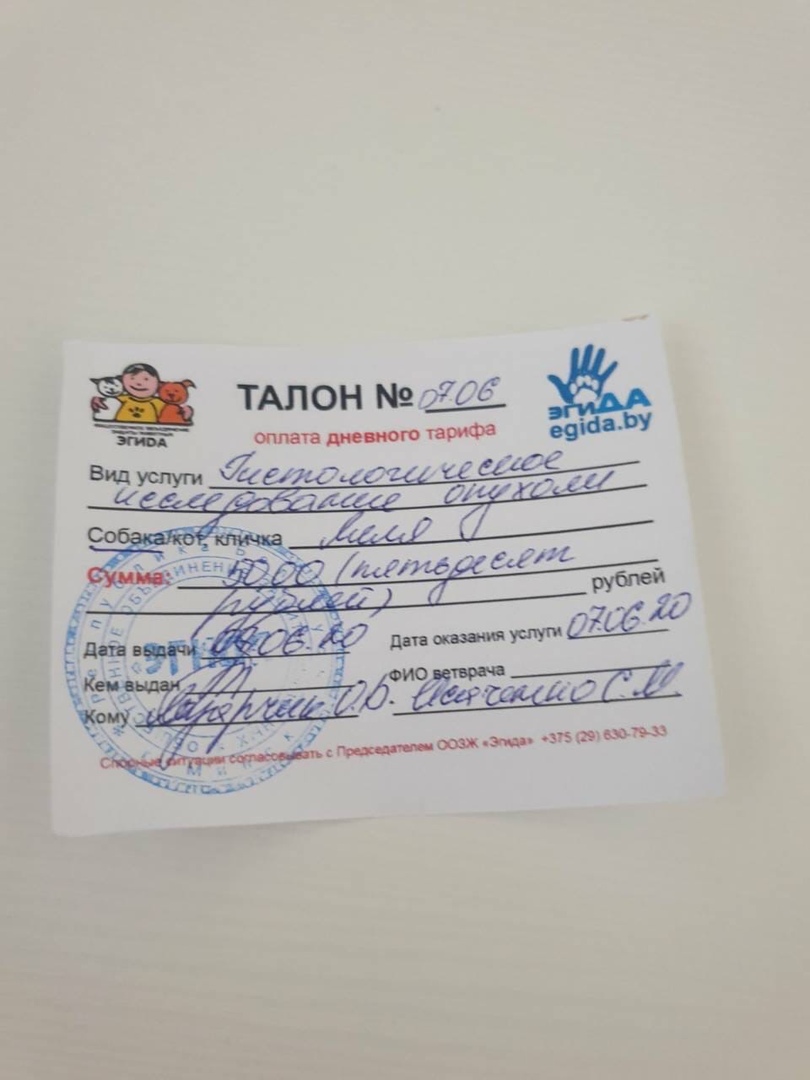 ТАЛОН № 07.06
ЭГИДА
оплата дневного тарифа
эгида
egida.by
Вид услуги Гистологическое
исследование опухоли
Собака/кот, кличка
Сумма: 50,00 (пятьдесят
рублей) рублей
Дата выдачи 06.20 Дата оказания услуги 07.06.20
Кем выдан ФИО ветврача
Кому О.В. С.М.
Спорные ситуации согласовывать с Председателем ООЗЖ «Эгида» +375 (29) 630-79-33